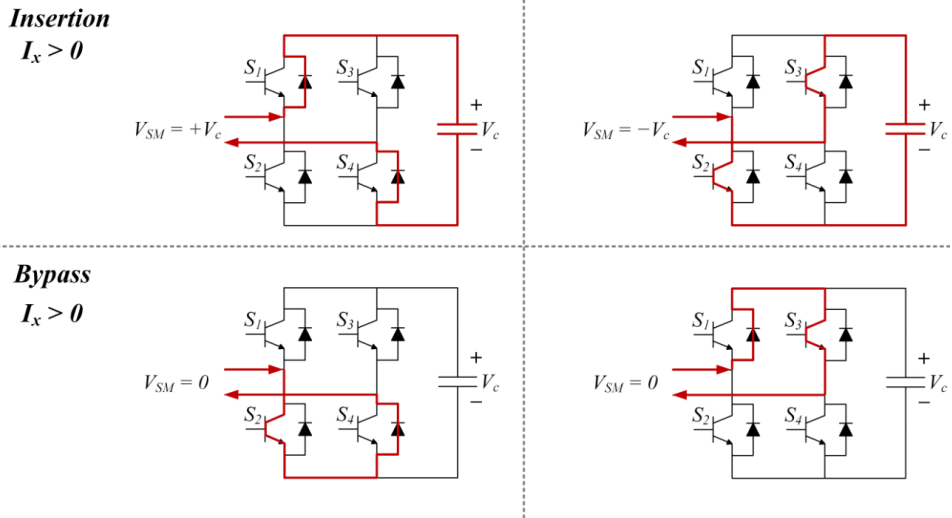 Insertion
Ix > 0
S1 S3
VSM = +Vc
+
Vc
−
S2 S4
S1 S3
VSM = −Vc
+
Vc
−
S2 S4
Bypass
Ix > 0
S1 S3
VSM = 0
+
Vc
−
S2 S4
S1 S3
VSM = 0
+
Vc
−
S2 S4